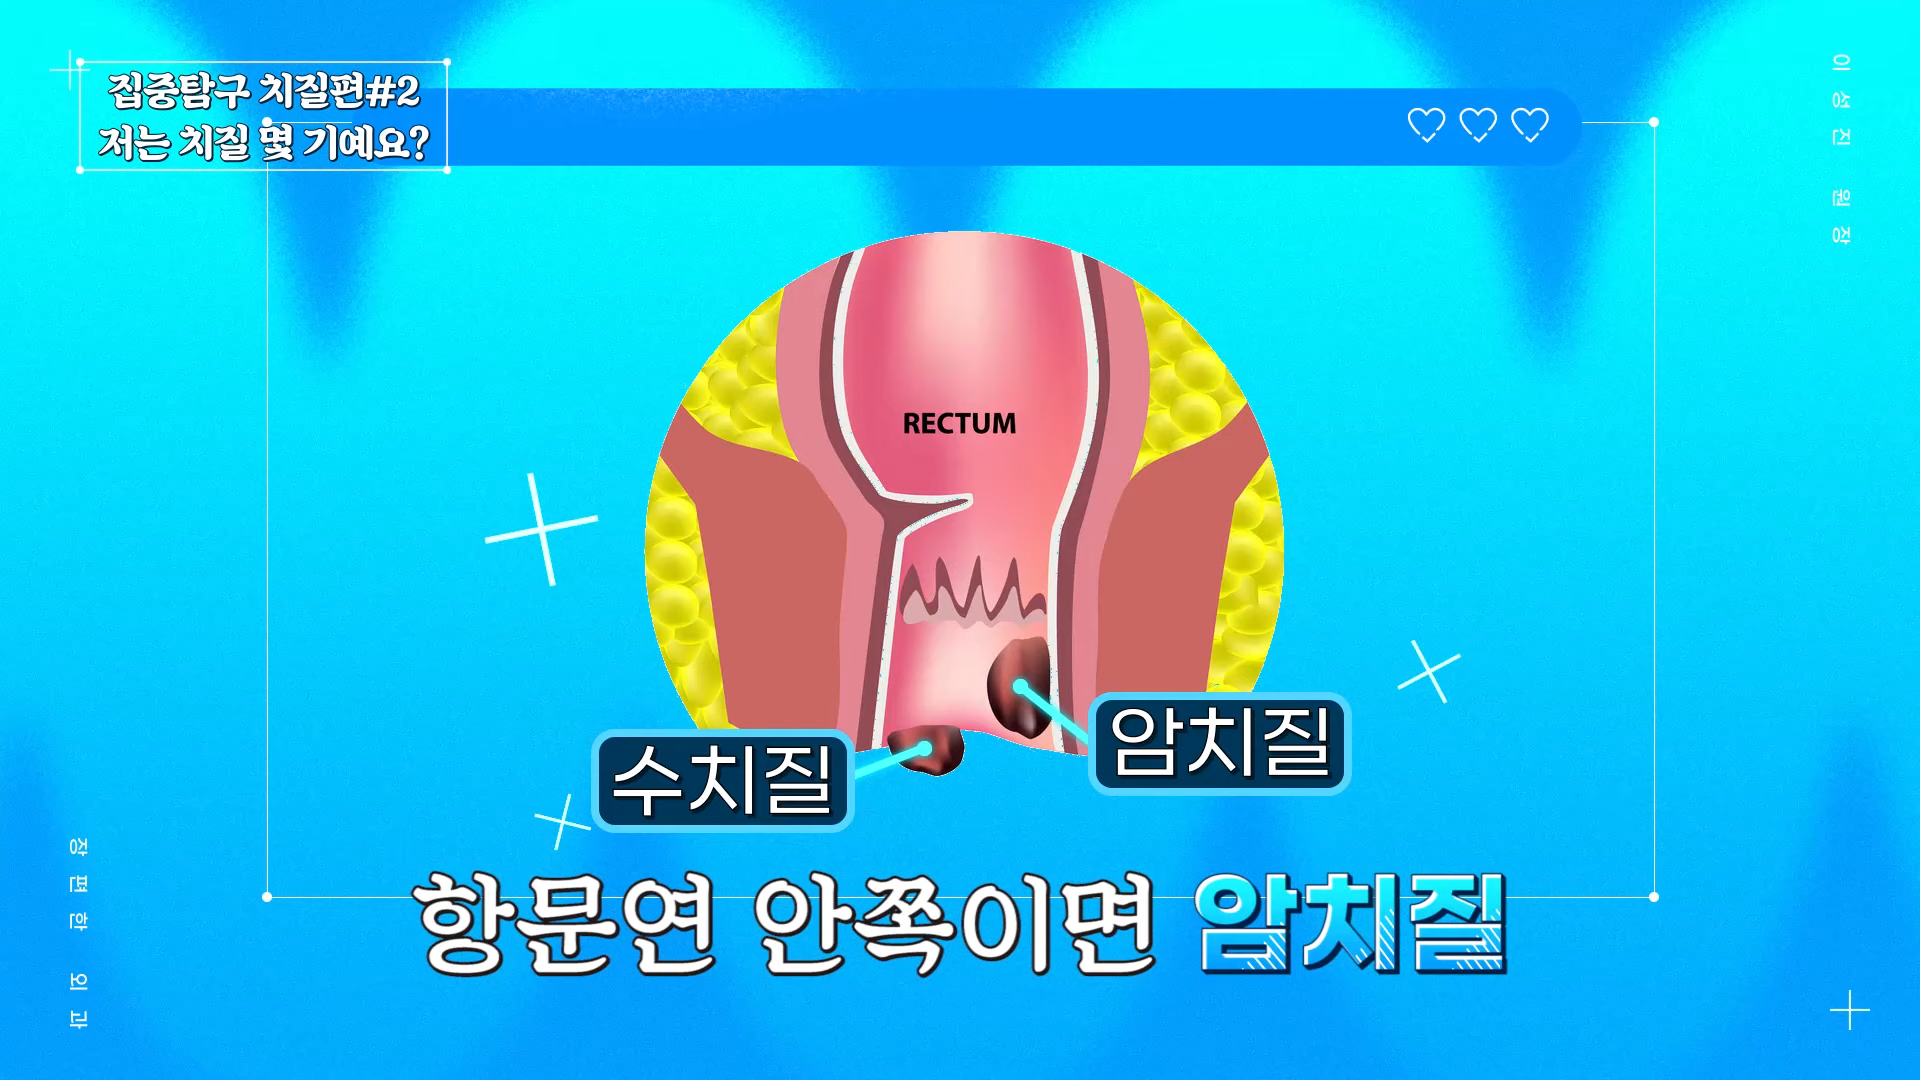 집중탐구 치질편#2
저는 치질 몇 기예요?
이성진 원장
RECTUM
암치질
수치질
항문연 안쪽이면 암치질
장편한 외과